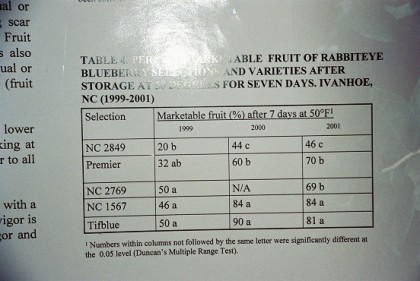 al or
scar
Fruit
s also
ual or
(fruit
lower
king at
r to all
with a
vigor is
or and
TABLE 4. PERCENT MARKETABLE FRUIT OF RABBITEYE
BLUEBERRY SELECTIONS AND VARIETIES AFTER
STORAGE AT 50 DEGREES FOR SEVEN DAYS. IVANHOE,
NC (1999-2001)
Selection Marketable fruit (%) after 7 days at 50°F¹
1999 2000 2001
NC 2849 20 b 44 c 46 c
Premier 32 ab 60 b 70 b
NC 2769 50 a N/A 69 b
NC 1567 46 a 84 a 84 a
Tifblue 50 a 90 a 81 a
¹ Numbers within columns not followed by the same letter were significantly different at
the 0.05 level (Duncan's Multiple Range Test).